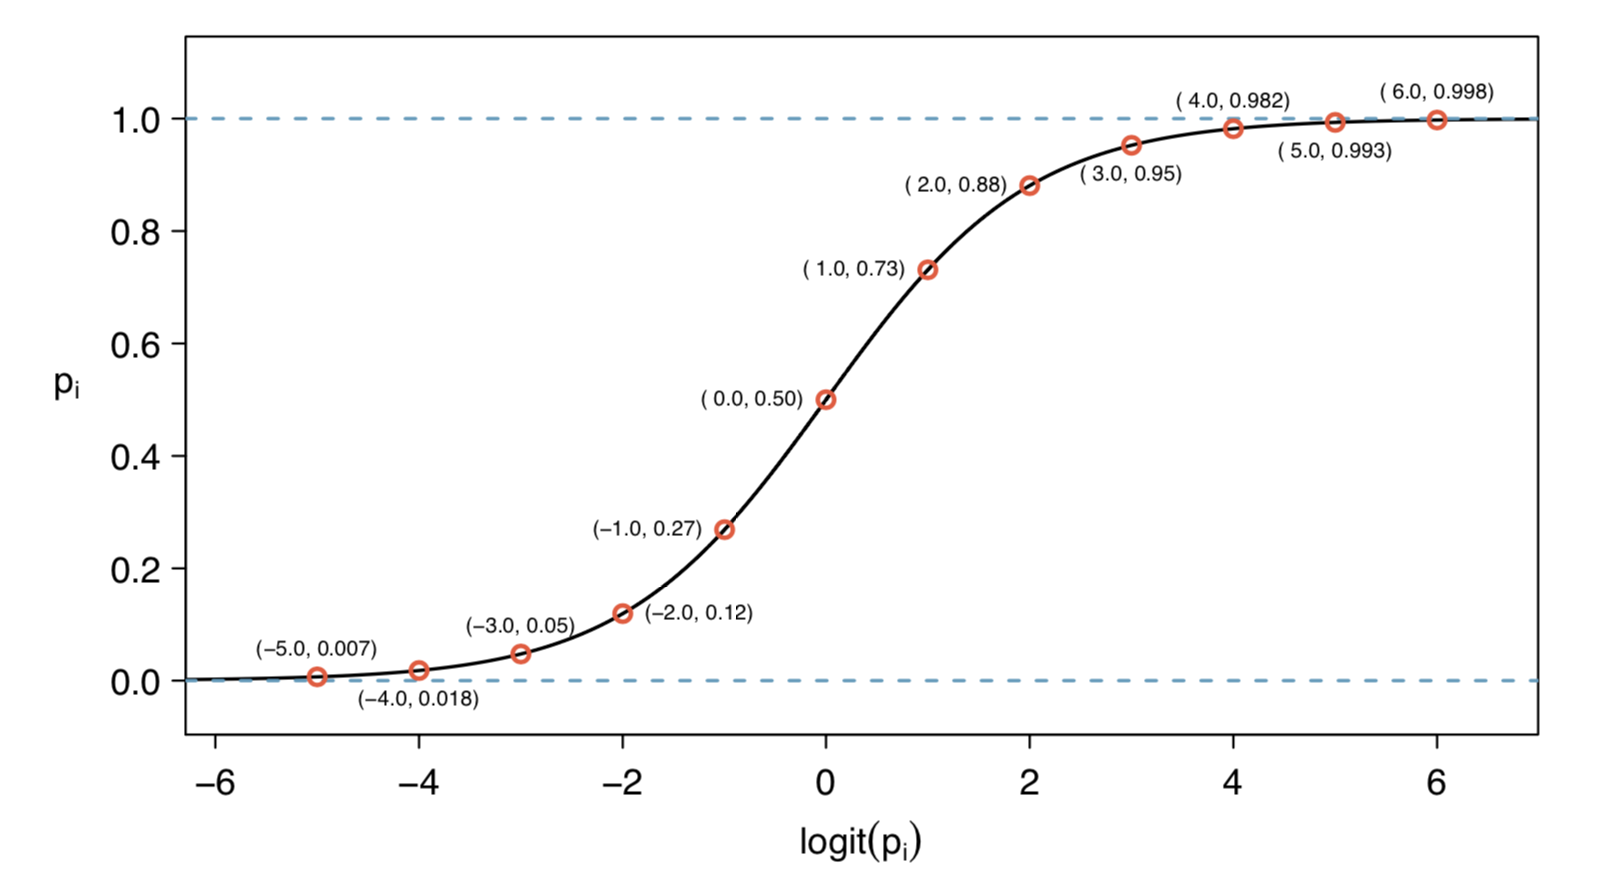 ( 6.0, 0.998)
( 4.0, 0.982)
1.0
( 5.0, 0.993)
( 3.0, 0.95)
( 2.0, 0.88)
0.8
( 1.0, 0.73)
0.6
pi
( 0.0, 0.50)
0.4
(−1.0, 0.27)
0.2
(−2.0, 0.12)
(−3.0, 0.05)
(−5.0, 0.007)
0.0
(−4.0, 0.018)
−6 −4 −2 0 2 4 6
logit(pi)